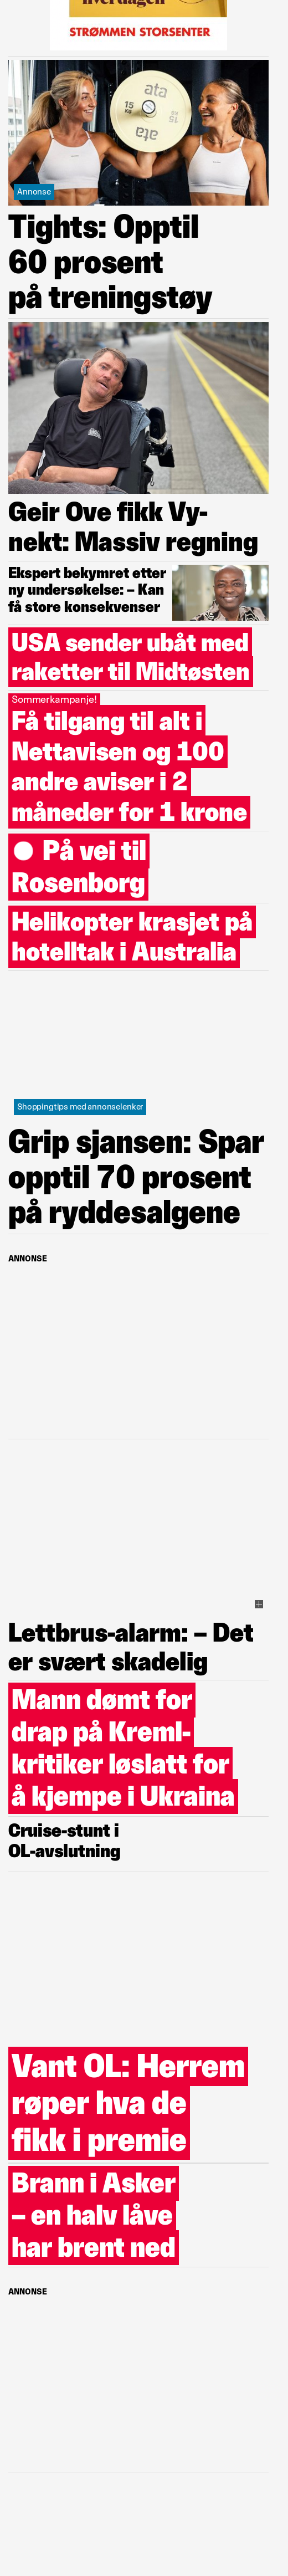 STRØMMEN STORSENTER
ata
15
KG
ata
Annonse
Tights: Opptil
60 prosent
på treningstøy
Geir Ove fikk Vy-
nekt: Massiv regning
Ekspert bekymret etter
ny undersøkelse: – Kan
få store konsekvenser
USA sender ubåt med
raketter til Midtøsten
Sommerkampanje!
Få tilgang til alt i
Nettavisen og 100
andre aviser i 2
måneder for 1 krone
På vei til
Rosenborg
Helikopter krasjet på
hotelltak i Australia
Shoppingtips med annonselenker
Grip sjansen: Spar
opptil 70 prosent
på ryddesalgene
ANNONSE
Lettbrus-alarm: – Det
er svært skadelig
Mann dømt for
drap på Kreml-
kritiker løslatt for
å kjempe i Ukraina
Cruise-stunt i
OL-avslutning
Vant OL: Herrem
røper hva de
fikk i premie
Brann i Asker
– en halv låve
har brent ned
ANNONSE